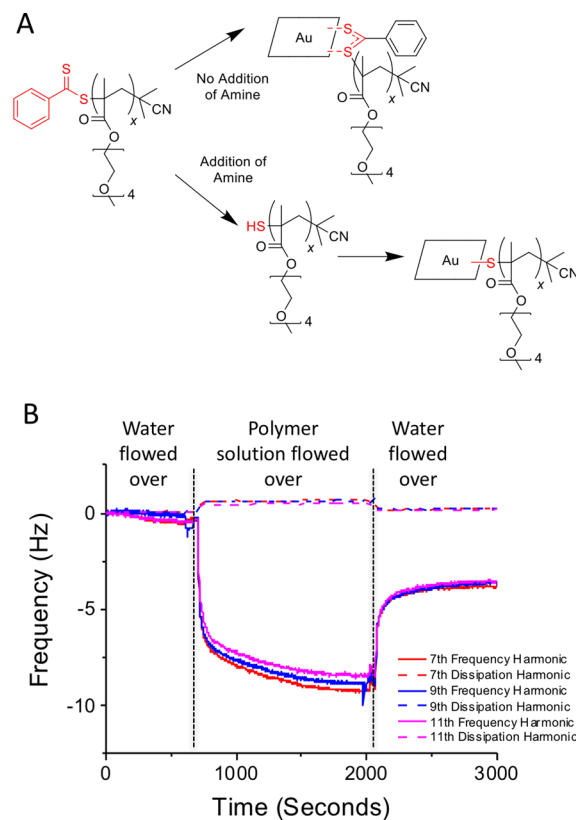 A
Au
S
S
S
S
CN
x
O
O
O
4
No Addition
of Amine
O
O
O
4
x
CN
Addition of
Amine
HS
x
CN
O
O
O
4
Au
S
x
CN
O
O
O
4
B
Water
flowed
over
Polymer
solution flowed
over
Water
flowed
over
0
-5
-10
Frequency (Hz)
7th Frequency Harmonic
7th Dissipation Harmonic
9th Frequency Harmonic
9th Dissipation Harmonic
11th Frequency Harmonic
11th Dissipation Harmonic
0
1000
2000
3000
Time (Seconds)